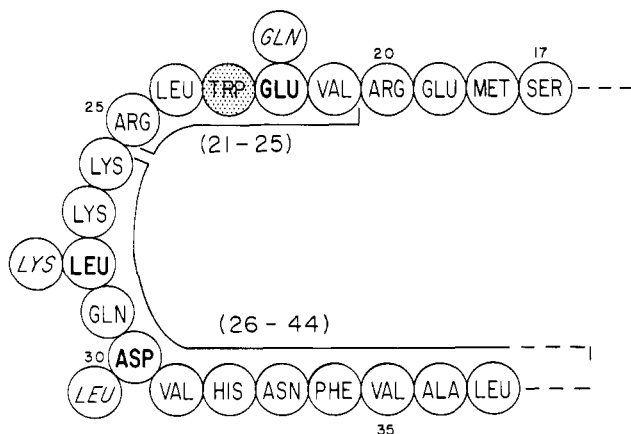 GLN
20
17
LEU TRP GLU VAL ARG GLU MET SER
25
ARG
(21-25)
LYS
LYS
LYS LEU
GLN
(26 - 44)
30 ASP
LEU VAL HIS ASN PHE VAL ALA LEU
35